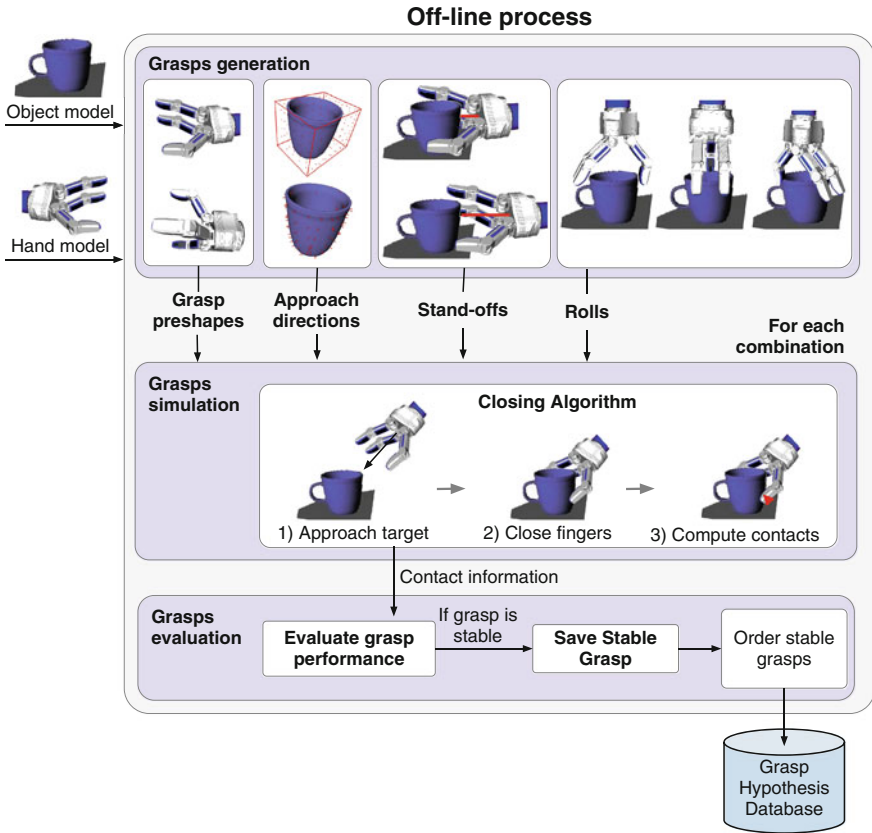 Off-line process
Grasps generation
Object model
Hand model
Grasp
preshapes
Approach
directions
Stand-offs
Rolls
For each
combination
Grasps
simulation
Closing Algorithm
1) Approach target
2) Close fingers
3) Compute contacts
Contact information
Grasps
evaluation
Evaluate grasp
performance
If grasp is
stable
Save Stable
Grasp
Order stable
grasps
Grasp
Hypothesis
Database